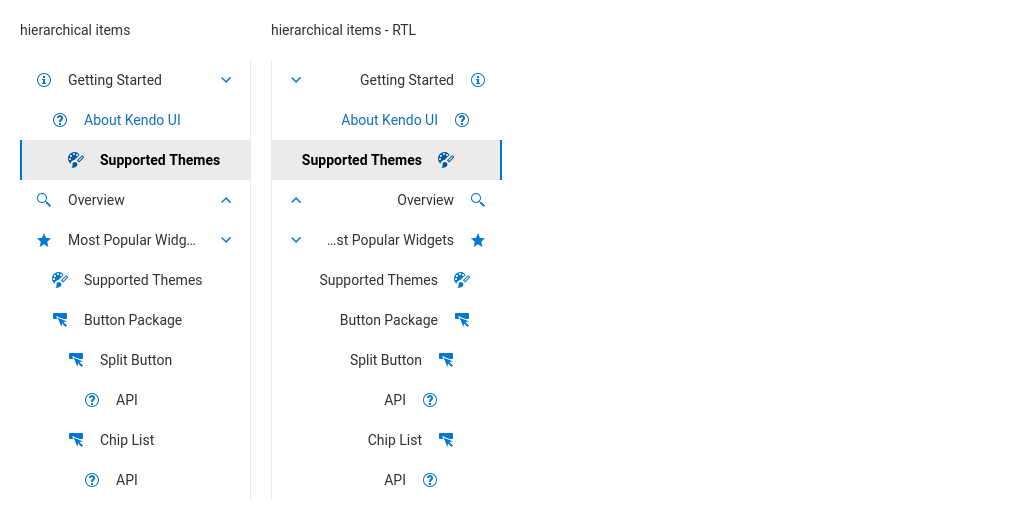 hierarchical items
Getting Started
About Kendo UI
Supported Themes
Overview
Most Popular Widg...
Supported Themes
Button Package
Split Button
API
Chip List
API
hierarchical items - RTL
Getting Started
About Kendo UI
Supported Themes
Overview
...st Popular Widgets
Supported Themes
Button Package
Split Button
API
Chip List
API